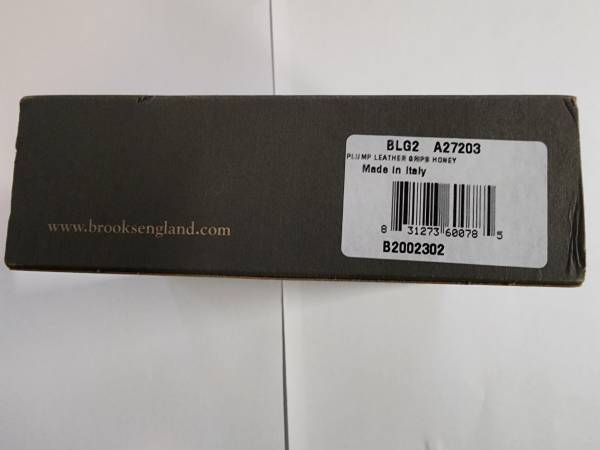 BLG2 A27203
PLUMP LEATHER GRIPS HONEY
Made in Italy
8 31273 60078 5
B2002302
www.brooksengland.com